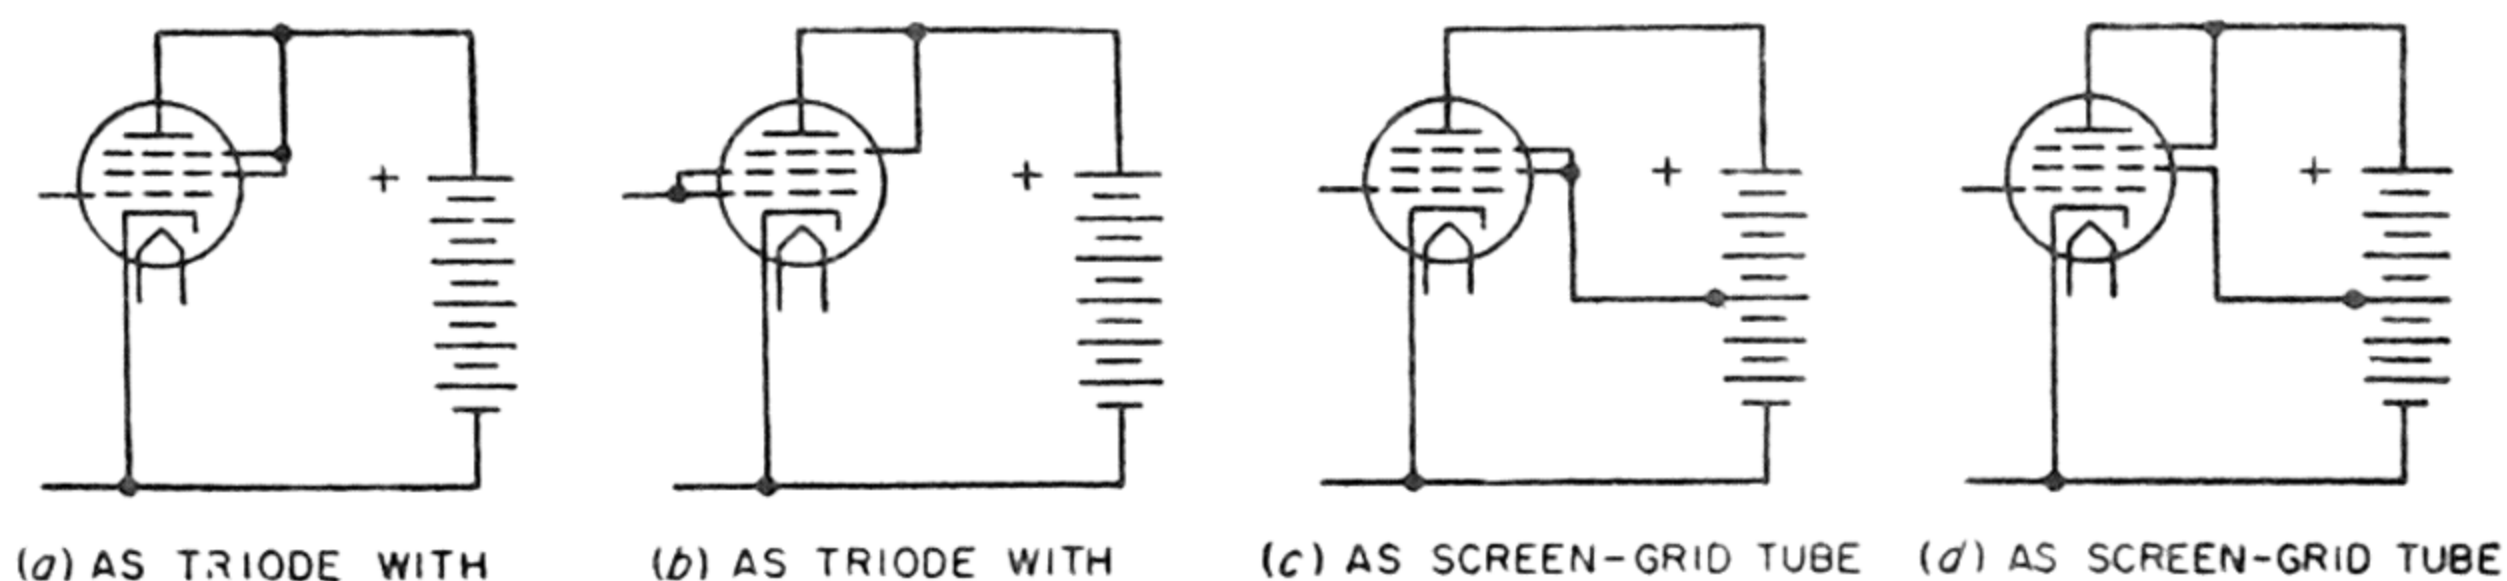 + + + +
(a) AS TRIODE WITH (b) AS TRIODE WITH (c) AS SCREEN-GRID TUBE (d) AS SCREEN-GRID TUBE